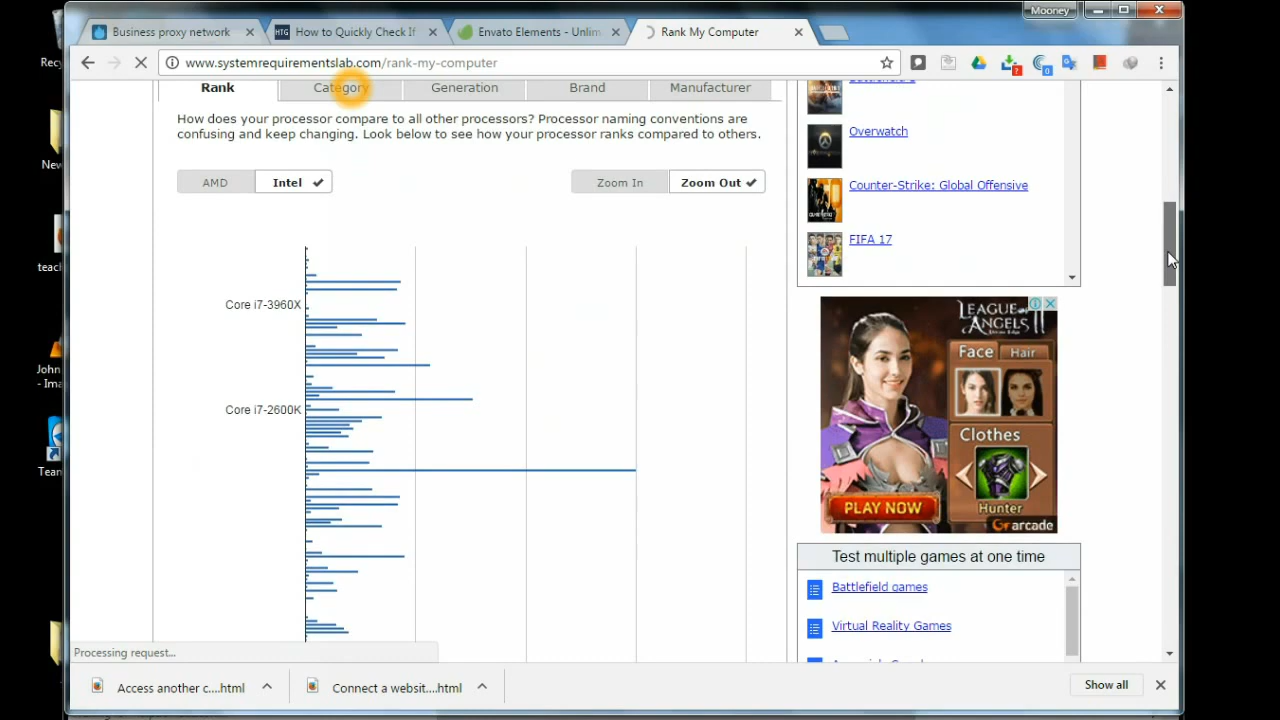 Mooney
Business proxy network
HTG How to Quickly Check If
Envato Elements - Unlim
Rank My Computer
www.systemrequirementslab.com/rank-my-computer
Rank Category Generation Brand Manufacturer
How does your processor compare to all other processors? Processor naming conventions are
confusing and keep changing. Look below to see how your processor ranks compared to others.
AMD Intel Zoom In Zoom Out
Core i7-3960X
Core i7-2600K
Overwatch
Counter-Strike: Global Offensive
FIFA 17
LEAGUE OF
ANGELS II
Face Hair
Clothes
Hunter
PLAY NOW
arcade
Test multiple games at one time
Battlefield games
Virtual Reality Games
Processing request...
Access another c....html
Connect a websit....html
Show all
New
teach
John
- Ima
Team